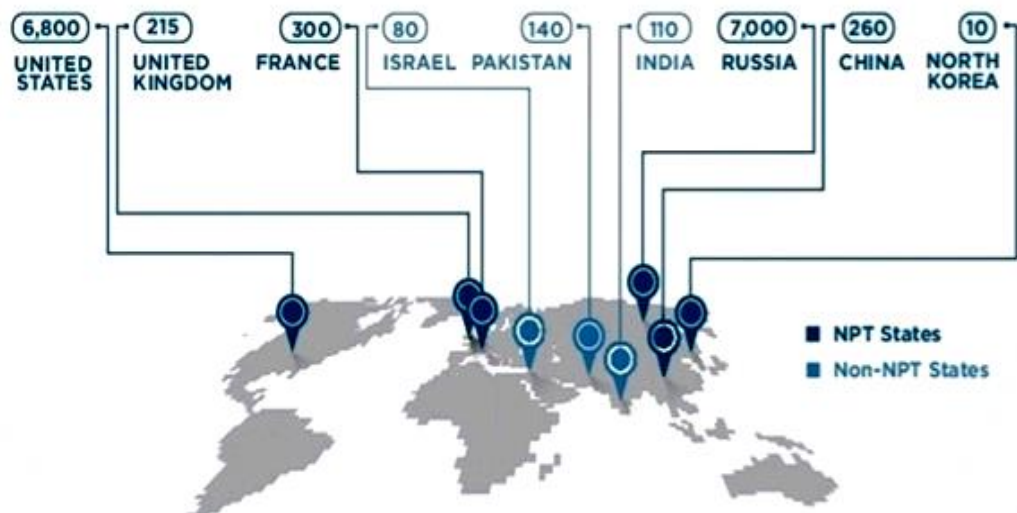 6,800
UNITED
STATES
215
UNITED
KINGDOM
300
FRANCE
80
ISRAEL
140
PAKISTAN
110
INDIA
7,000
RUSSIA
260
CHINA
10
NORTH
KOREA
NPT States
Non-NPT States